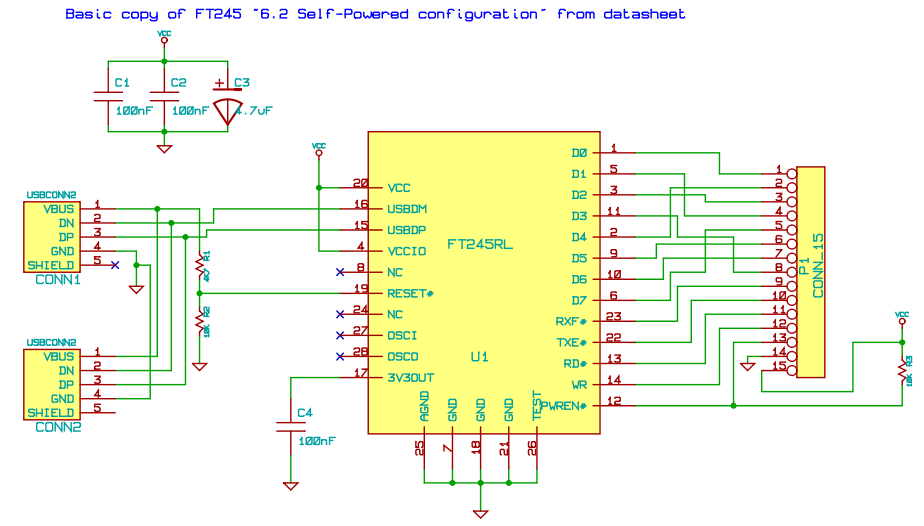 Basic copy of FT245 "6.2 Self-Powered configuration" from datasheet
VCC
C1
100nF
C2
100nF
C3
4.7uF
VCC
USBCONN2
VBUS 1
DN 2
DP 3
GND 4
SHIELD 5
CONN1
R1
4K7
R2
10K
USBCONN2
VBUS 1
DN 2
DP 3
GND 4
SHIELD 5
CONN2
20 VCC
16 USBDM
15 USBDP
4 VCCIO
8 NC
19 RESET#
24 NC
27 OSCI
28 OSCO
17 3V3OUT
C4
100nF
FT245RL
U1
D0 1
D1 5
D2 3
D3 11
D4 2
D5 9
D6 10
D7 6
RXF# 23
TXE# 22
RD# 13
WR 14
PWREN# 12
AGND
GND
GND
GND
TEST
25
7
18
21
26
1
2
3
4
5
6
7
8
9
10
11
12
13
14
15
P1
CONN_15
VCC
R3
10K